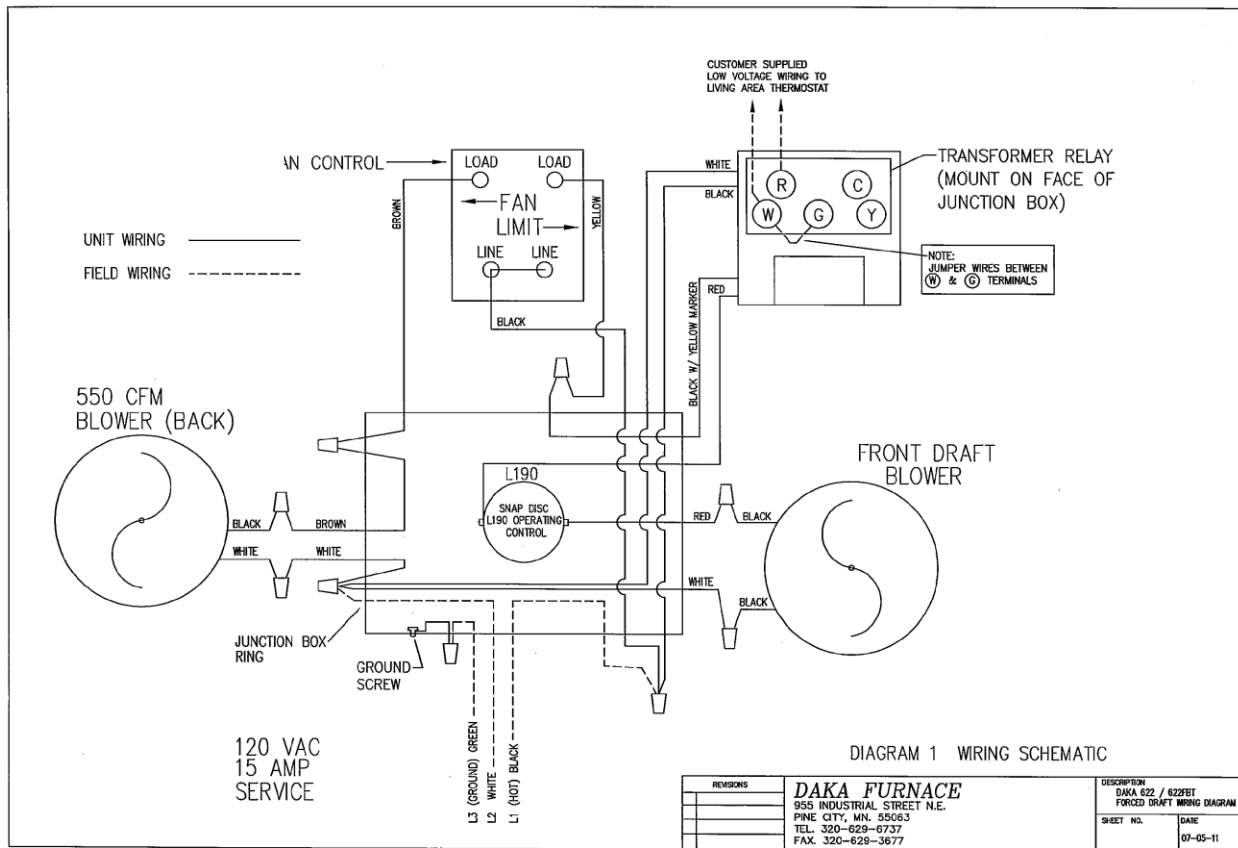 CUSTOMER SUPPLIED
LOW VOLTAGE WIRING TO
LIVING AREA THERMOSTAT
AN CONTROL
LOAD
LOAD
FAN
LIMIT
LINE
LINE
BROWN
YELLOW
BLACK
WHITE
BLACK
R
C
W
G
Y
TRANSFORMER RELAY
(MOUNT ON FACE OF
JUNCTION BOX)
NOTE:
JUMPER WIRES BETWEEN
W & G TERMINALS
UNIT WIRING
FIELD WIRING
BLACK W/ YELLOW MARKER
RED
550 CFM
BLOWER (BACK)
BLACK
BROWN
WHITE
WHITE
L190
SNAP DISC
L190 OPERATING
CONTROL
FRONT DRAFT
BLOWER
RED
BLACK
WHITE
BLACK
JUNCTION BOX
RING
GROUND
SCREW
L3 (GROUND) GREEN
L2 WHITE
L1 (HOT) BLACK
120 VAC
15 AMP
SERVICE
DIAGRAM 1 WIRING SCHEMATIC
REVISIONS
DAKA FURNACE
955 INDUSTRIAL STREET N.E.
PINE CITY, MN. 55063
TEL. 320-629-6737
FAX. 320-629-3677
DESCRIPTION
DAKA 622 / 622FBT
FORCED DRAFT WIRING DIAGRAM
SHEET NO.
DATE
07-05-11